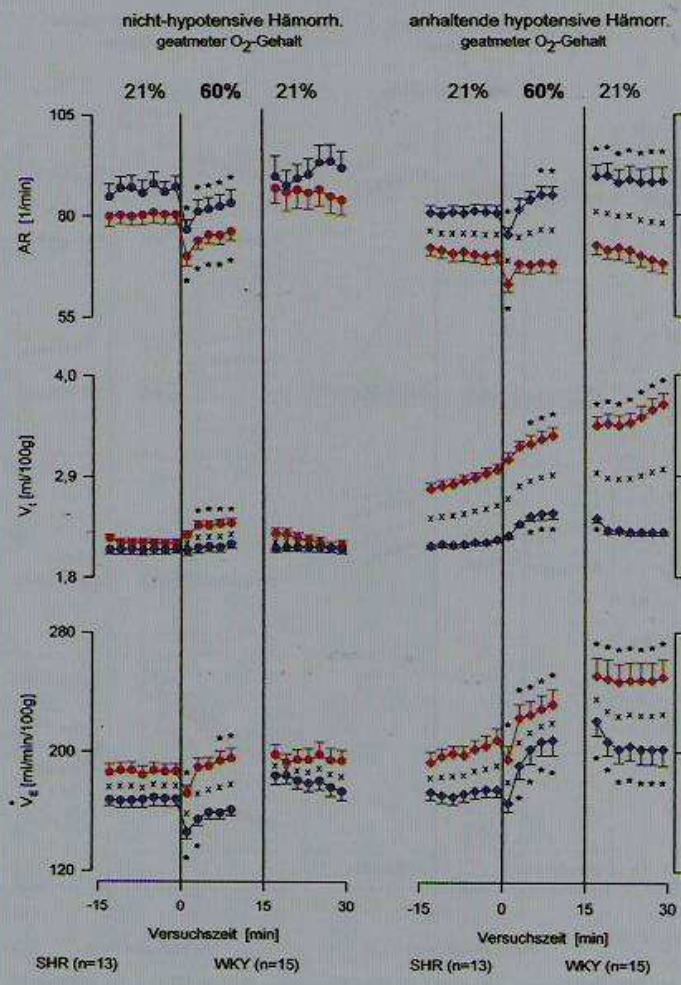 nicht-hypotensive Hämorrh.
geatmeter O2-Gehalt
anhaltende hypotensive Hämorr.
geatmeter O2-Gehalt
21% 60% 21%
21% 60% 21%
105
80
55
AR [1/min]
4,0
2,9
1,8
Vt [ml/100g]
280
200
120
V̇E [ml/min/100g]
-15 0 15 30
-15 0 15 30
Versuchszeit [min]
Versuchszeit [min]
SHR (n=13) WKY (n=15)
SHR (n=13) WKY (n=15)